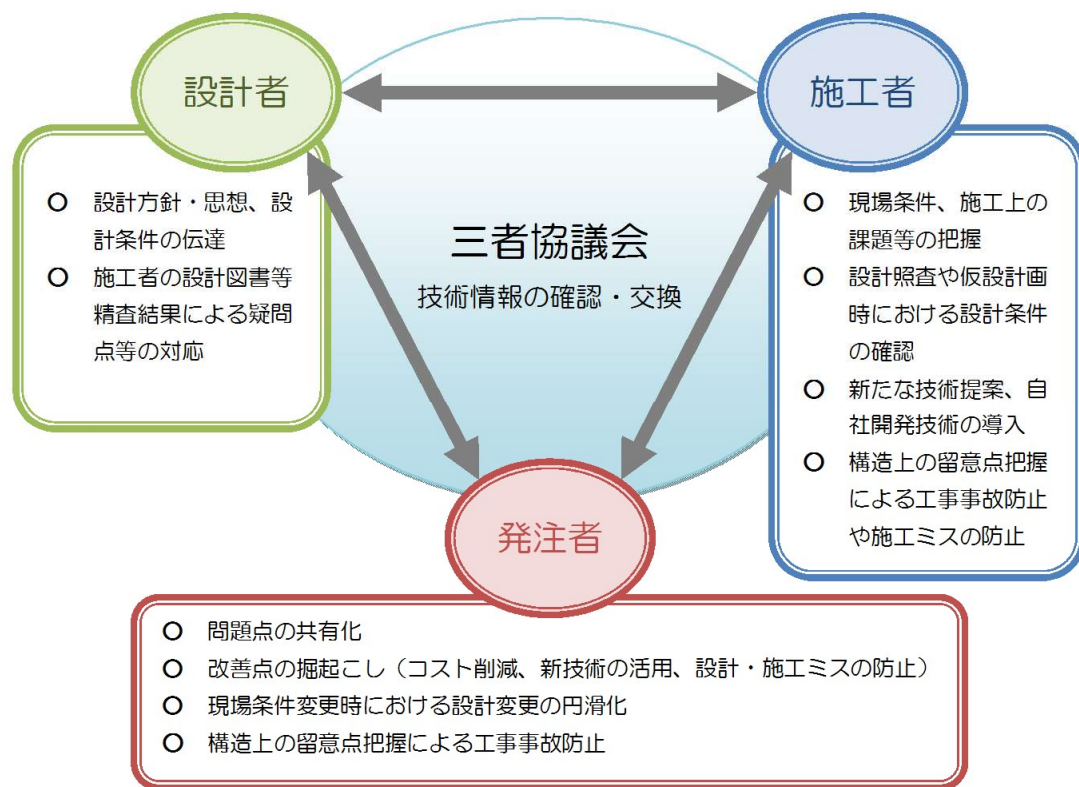 設計者
○ 設計方針・思想、設
計条件の伝達
○ 施工者の設計図書等
精査結果による疑問
点等の対応
三者協議会
技術情報の確認・交換
施工者
○ 現場条件、施工上の
課題等の把握
○ 設計照査や仮設計画
時における設計条件
の確認
○ 新たな技術提案、自
社開発技術の導入
○ 構造上の留意点把握
による工事事故防止
や施工ミスの防止
発注者
○ 問題点の共有化
○ 改善点の掘起こし（コスト削減、新技術の活用、設計・施工ミスの防止）
○ 現場条件変更時における設計変更の円滑化
○ 構造上の留意点把握による工事事故防止